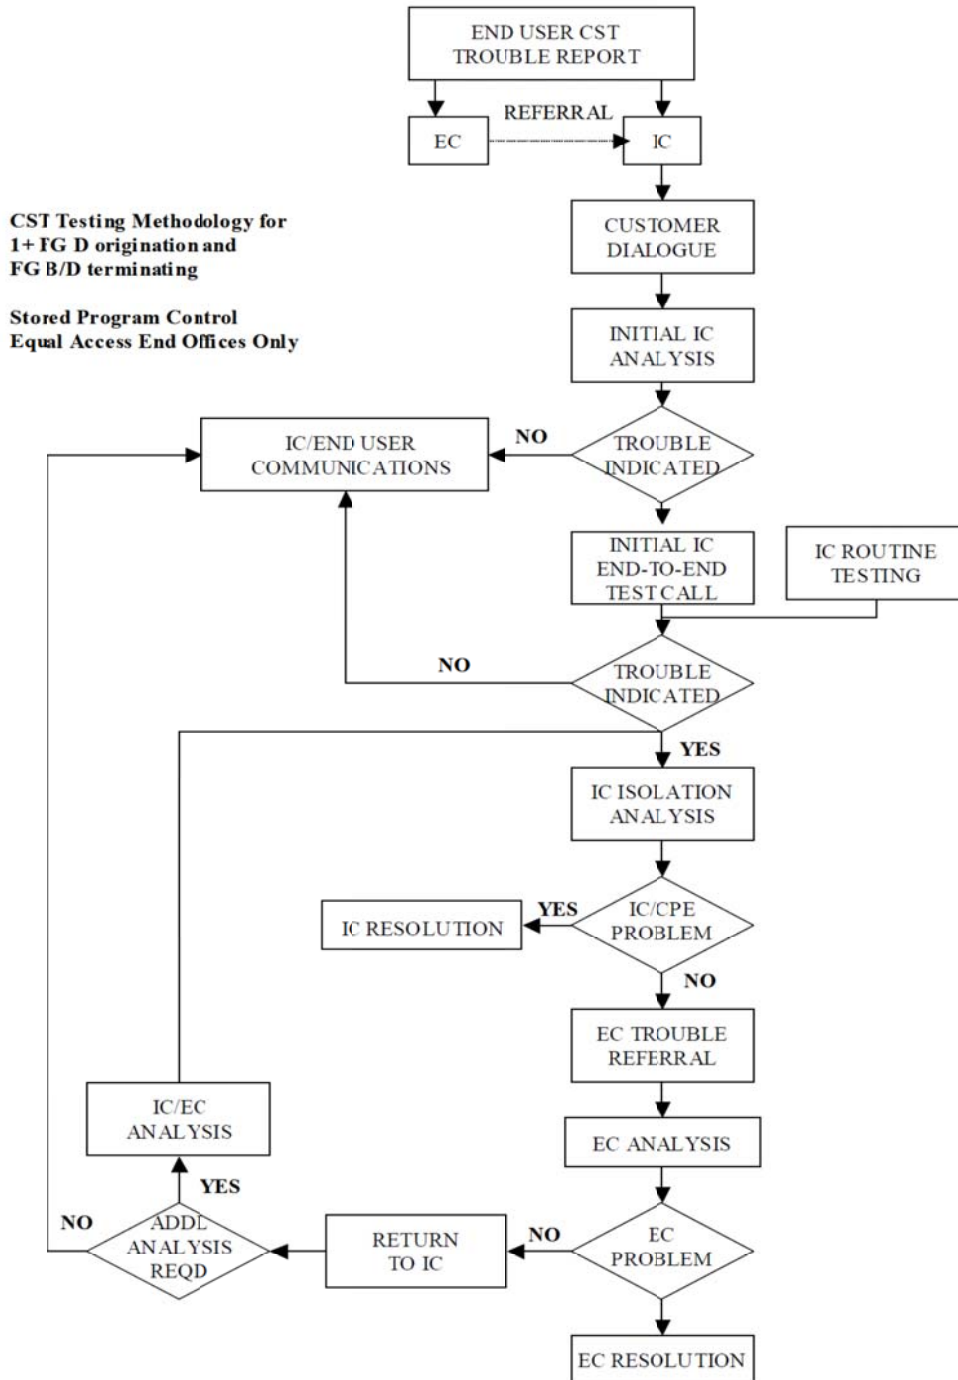 END USER CST
TROUBLE REPORT
REFERRAL
EC
IC
CST Testing Methodology for
1+ FG D origination and
FG B/D terminating
Stored Program Control
Equal Access End Offices Only
CUSTOMER
DIALOGUE
INITIAL IC
ANALYSIS
IC/END USER
COMMUNICATIONS
NO
TROUBLE
INDICATED
INITIAL IC
END-TO-END
TEST CALL
IC ROUTINE
TESTING
NO
TROUBLE
INDICATED
YES
IC ISOLATION
ANALYSIS
IC RESOLUTION
YES
IC/CPE
PROBLEM
NO
EC TROUBLE
REFERRAL
IC/EC
ANALYSIS
EC ANALYSIS
YES
NO
ADDL
ANALYSIS
REQD
RETURN
TO IC
NO
EC
PROBLEM
EC RESOLUTION